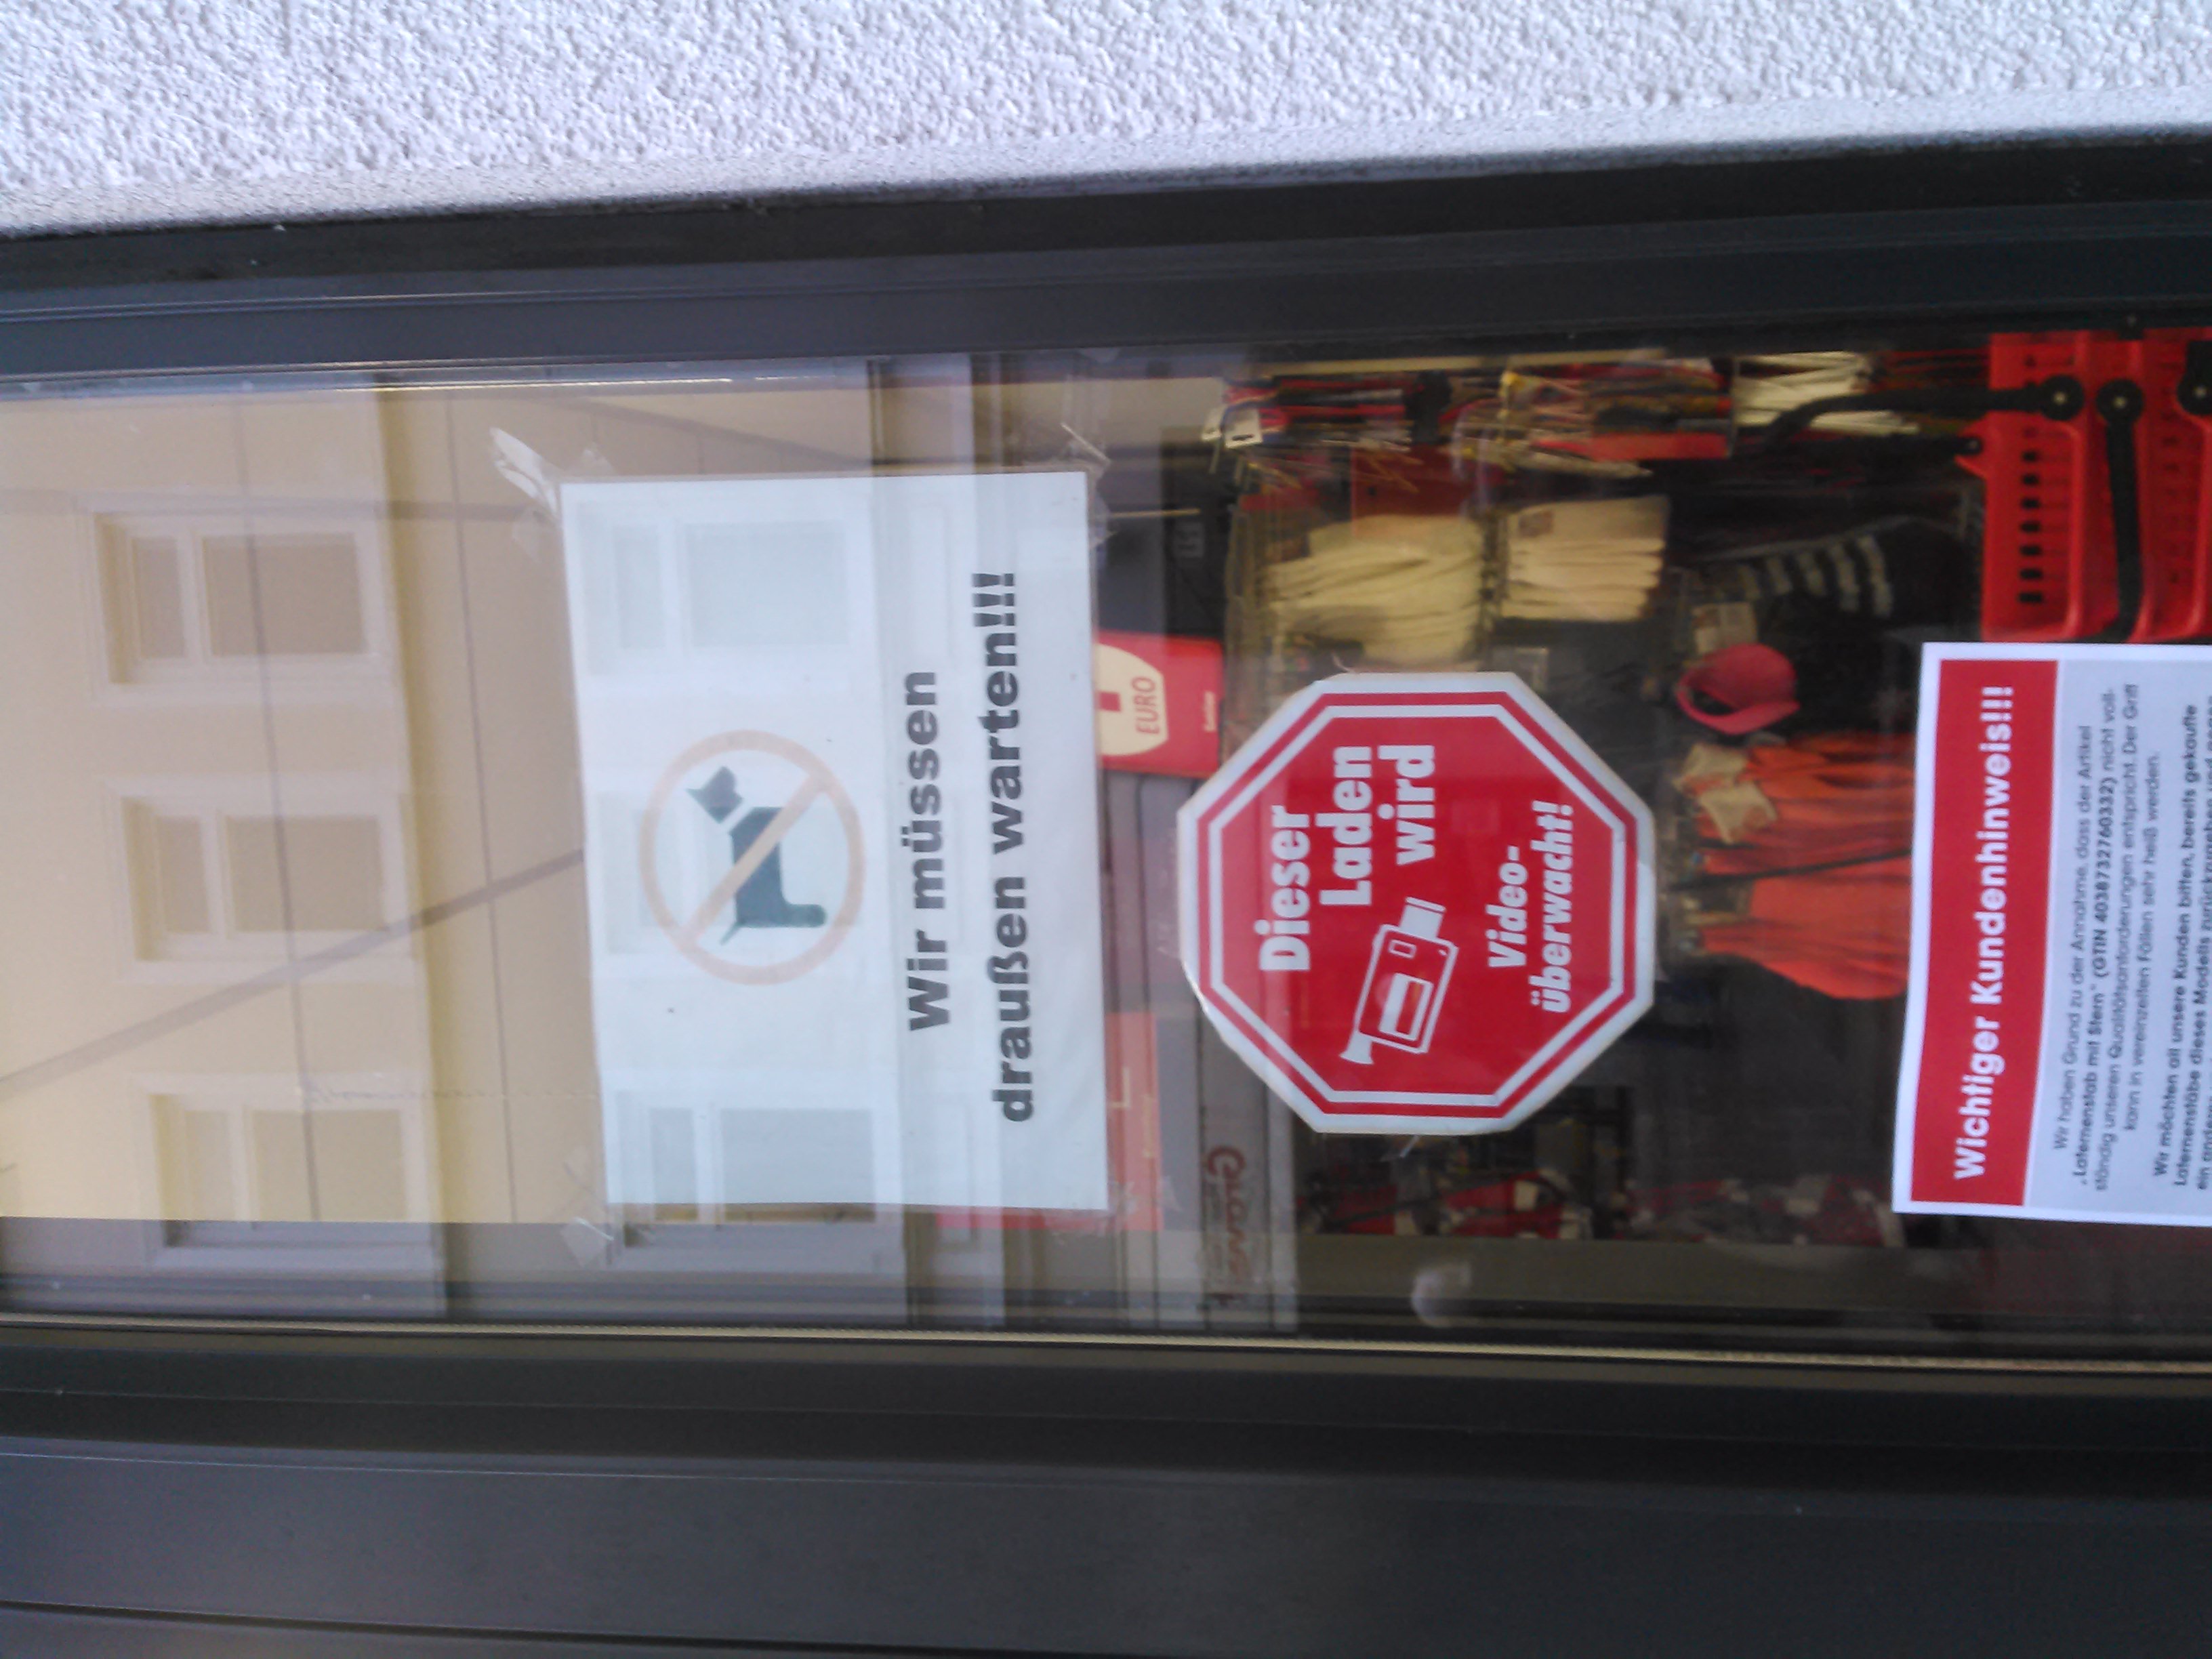 Wir müssen
draußen warten!!!
EURO
Dieser
Laden
wird
Video-
überwacht!
Wichtiger Kundenhinweis!!!
Wir haben Grund zu der Annahme, dass der Artikel
„Laternenstab mit Stern“ (GTIN 4038732760332) nicht voll-
ständig unseren Qualitätsanforderungen entspricht. Der Griff
kann in vereinzelten Fällen sehr heiß werden.
Wir möchten all unsere Kunden bitten, bereits gekaufte
Laternenstäbe dieses Modells zurückzugeben und gegen